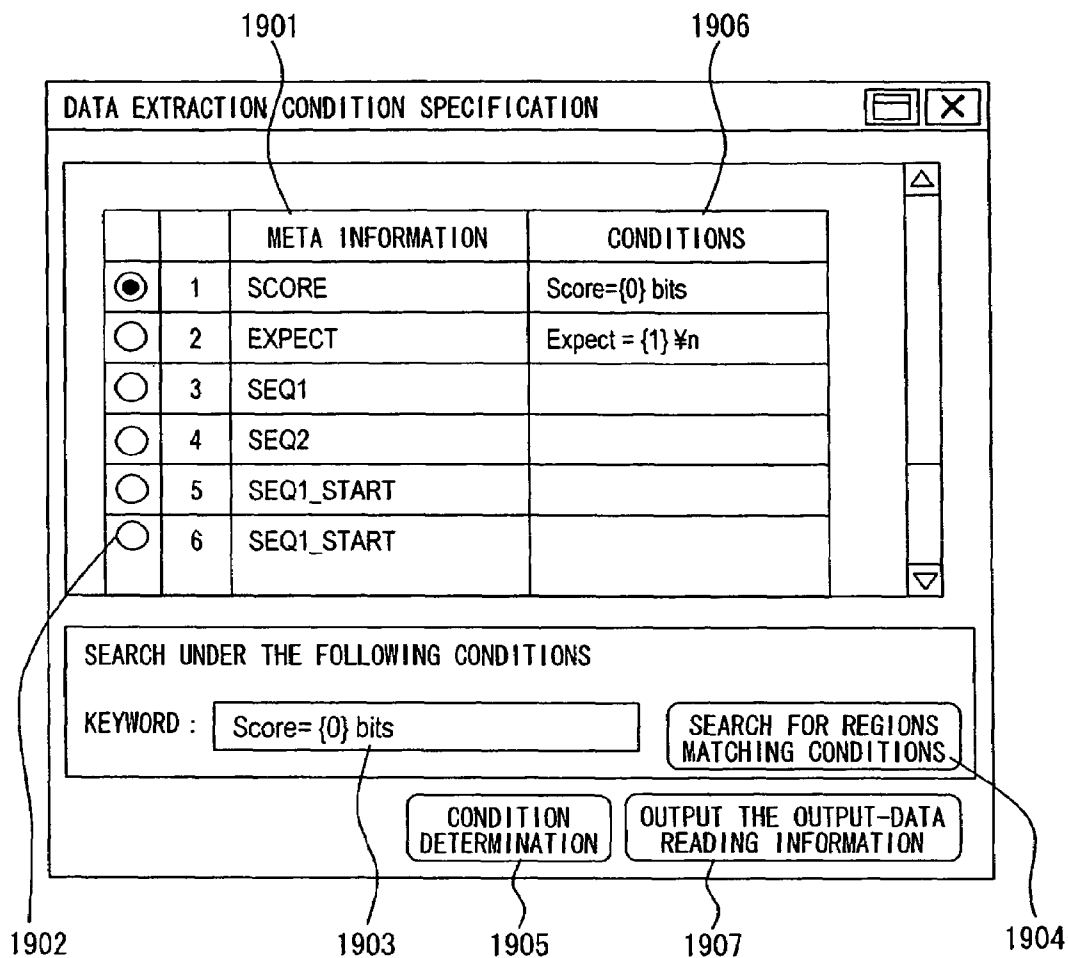 1901 1906
DATA EXTRACTION CONDITION SPECIFICATION
META INFORMATION CONDITIONS
1 SCORE Score={0} bits
2 EXPECT Expect = {1} ¥n
3 SEQ1
4 SEQ2
5 SEQ1_START
6 SEQ1_START
SEARCH UNDER THE FOLLOWING CONDITIONS
KEYWORD : Score= {0} bits
SEARCH FOR REGIONS
MATCHING CONDITIONS
CONDITION
DETERMINATION
OUTPUT THE OUTPUT-DATA
READING INFORMATION
1902 1903 1905 1907 1904